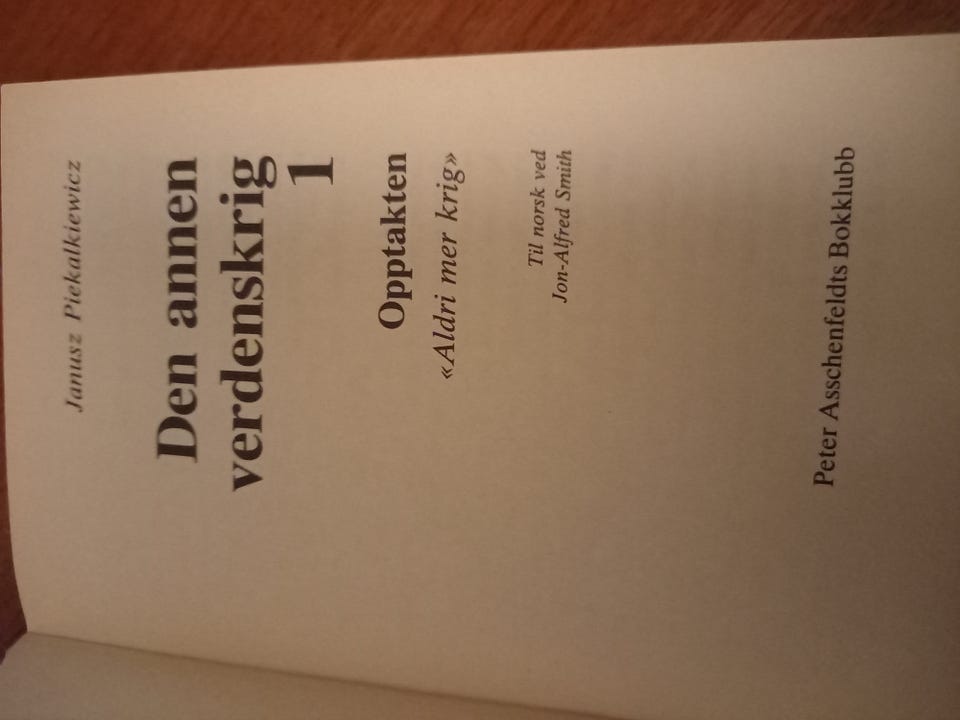 Janusz Piekalkiewicz
Den annen
verdenskrig
1
Opptakten
«Aldri mer krig»
Til norsk ved
Jon-Alfred Smith
Peter Asschenfeldts Bokklubb